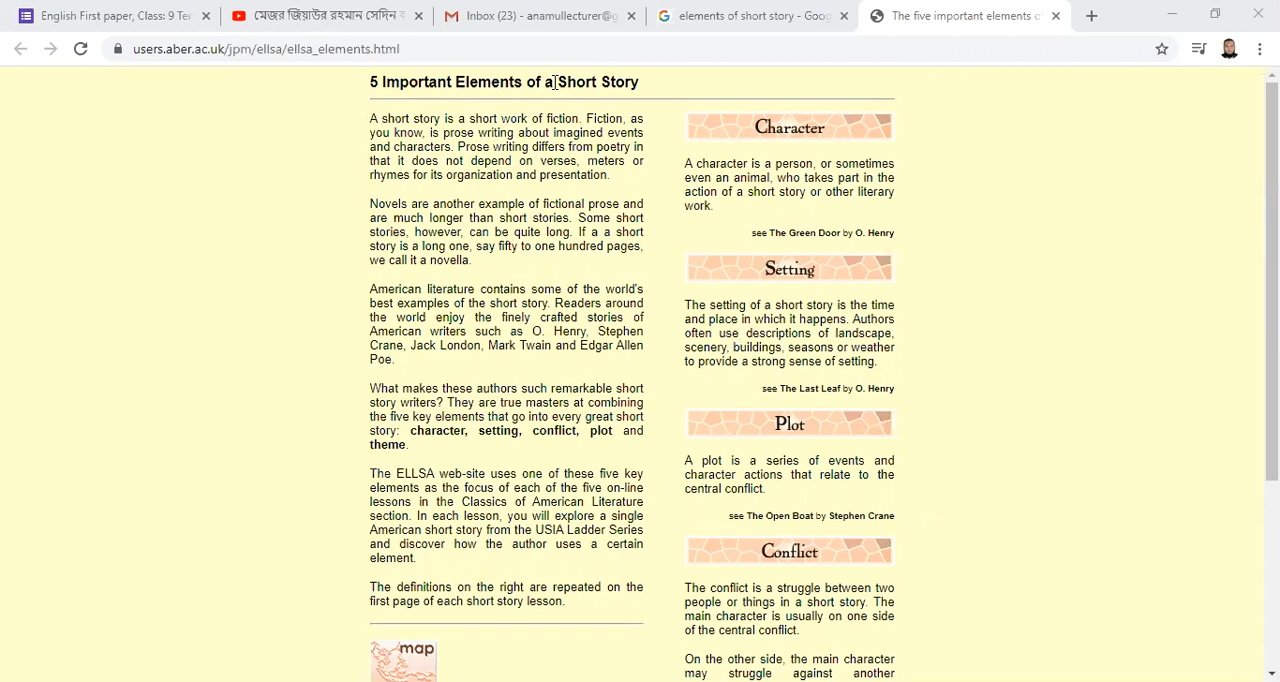 English First paper, Class: 9 Ter
মেজর জিয়াউর রহমান সেদিন ব
Inbox (23) - anamullecturer@g
elements of short story - Goog
The five important elements of
users.aber.ac.uk/jpm/ellsa/ellsa_elements.html
5 Important Elements of a Short Story
A short story is a short work of fiction. Fiction, as
you know, is prose writing about imagined events
and characters. Prose writing differs from poetry in
that it does not depend on verses, meters or
rhymes for its organization and presentation.
Novels are another example of fictional prose and
are much longer than short stories. Some short
stories, however, can be quite long. If a a short
story is a long one, say fifty to one hundred pages,
we call it a novella.
American literature contains some of the world's
best examples of the short story. Readers around
the world enjoy the finely crafted stories of
American writers such as O. Henry, Stephen
Crane, Jack London, Mark Twain and Edgar Allen
Poe.
What makes these authors such remarkable short
story writers? They are true masters at combining
the five key elements that go into every great short
story: character, setting, conflict, plot and
theme.
The ELLSA web-site uses one of these five key
elements as the focus of each of the five on-line
lessons in the Classics of American Literature
section. In each lesson, you will explore a single
American short story from the USIA Ladder Series
and discover how the author uses a certain
element.
The definitions on the right are repeated on the
first page of each short story lesson.
map
Character
A character is a person, or sometimes
even an animal, who takes part in the
action of a short story or other literary
work.
see The Green Door by O. Henry
Setting
The setting of a short story is the time
and place in which it happens. Authors
often use descriptions of landscape,
scenery, buildings, seasons or weather
to provide a strong sense of setting.
see The Last Leaf by O. Henry
Plot
A plot is a series of events and
character actions that relate to the
central conflict.
see The Open Boat by Stephen Crane
Conflict
The conflict is a struggle between two
people or things in a short story. The
main character is usually on one side
of the central conflict.
On the other side, the main character
may struggle against another